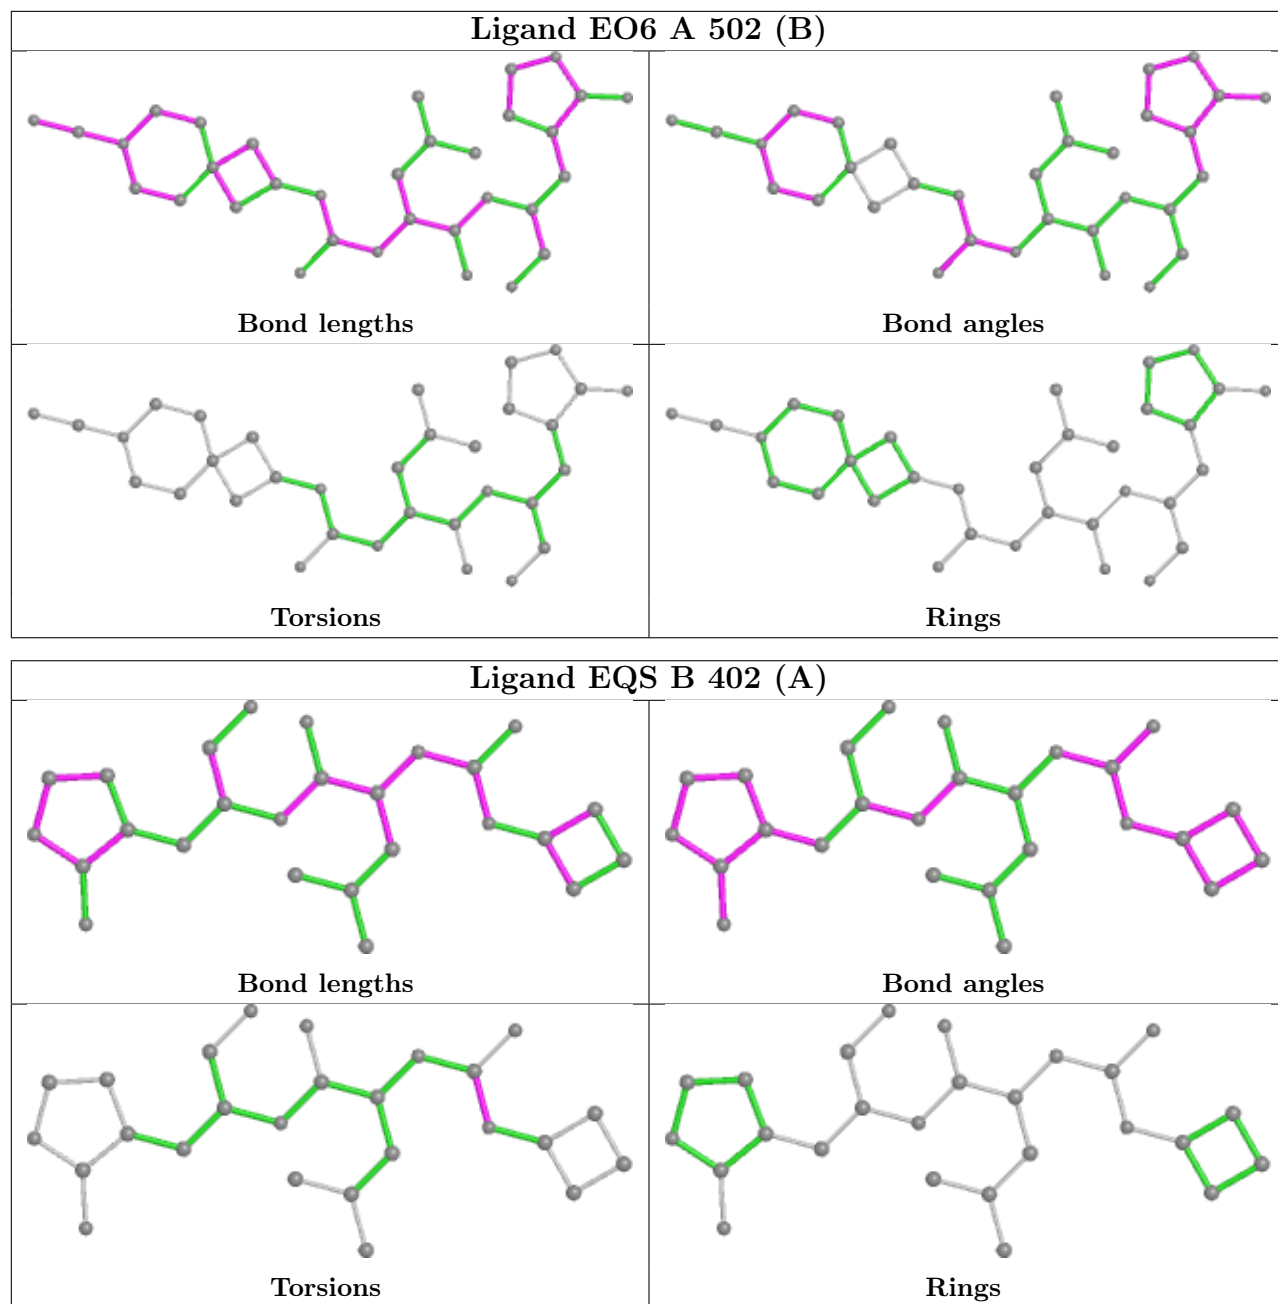 Ligand EO6 A 502 (B)
Bond lengths
Bond angles
Torsions
Rings
Ligand EQS B 402 (A)
Bond lengths
Bond angles
Torsions
Rings